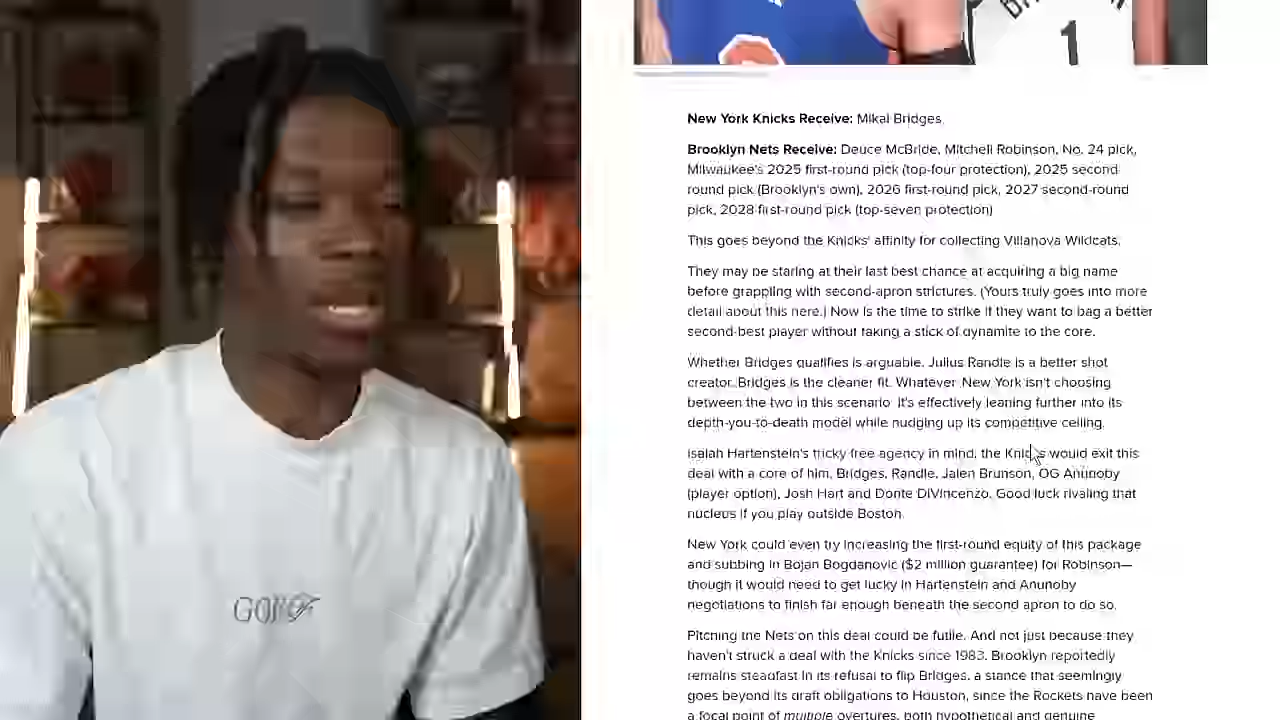 1
New York Knicks Receive: Mikal Bridges
Brooklyn Nets Receive: Deuce McBride, Mitchell Robinson, No. 24 pick,
Milwaukee's 2025 first-round pick (top-four protection), 2025 second-
round pick (Brooklyn's own), 2026 first-round pick, 2027 second-round
pick, 2028 first-round pick (top-seven protection)
This goes beyond the Knicks' affinity for collecting Villanova Wildcats.
They may be staring at their last best chance at acquiring a big name
before grappling with second-apron strictures. (Yours truly goes into more
detail about this here.) Now is the time to strike if they want to bag a better
second-best player without taking a stick of dynamite to the core.
Whether Bridges qualifies is arguable. Julius Randle is a better shot
creator. Bridges is the cleaner fit. Whatever. New York isn't choosing
between the two in this scenario. It's effectively leaning further into its
depth-you-to-death model while nudging up its competitive ceiling.
Isaiah Hartenstein's tricky free agency in mind, the Knicks would exit this
deal with a core of him, Bridges, Randle, Jalen Brunson, OG Anunoby
(player option), Josh Hart and Donte DiVincenzo. Good luck rivaling that
nucleus if you play outside Boston.
New York could even try increasing the first-round equity of this package
and subbing in Bojan Bogdanovic ($2 million guarantee) for Robinson—
though it would need to get lucky in Hartenstein and Anunoby
negotiations to finish far enough beneath the second apron to do so.
Pitching the Nets on this deal could be futile. And not just because they
haven't struck a deal with the Knicks since 1983. Brooklyn reportedly
remains steadfast in its refusal to flip Bridges, a stance that seemingly
goes beyond its draft obligations to Houston, since the Rockets have been
a focal point of multiple overtures, both hypothetical and genuine